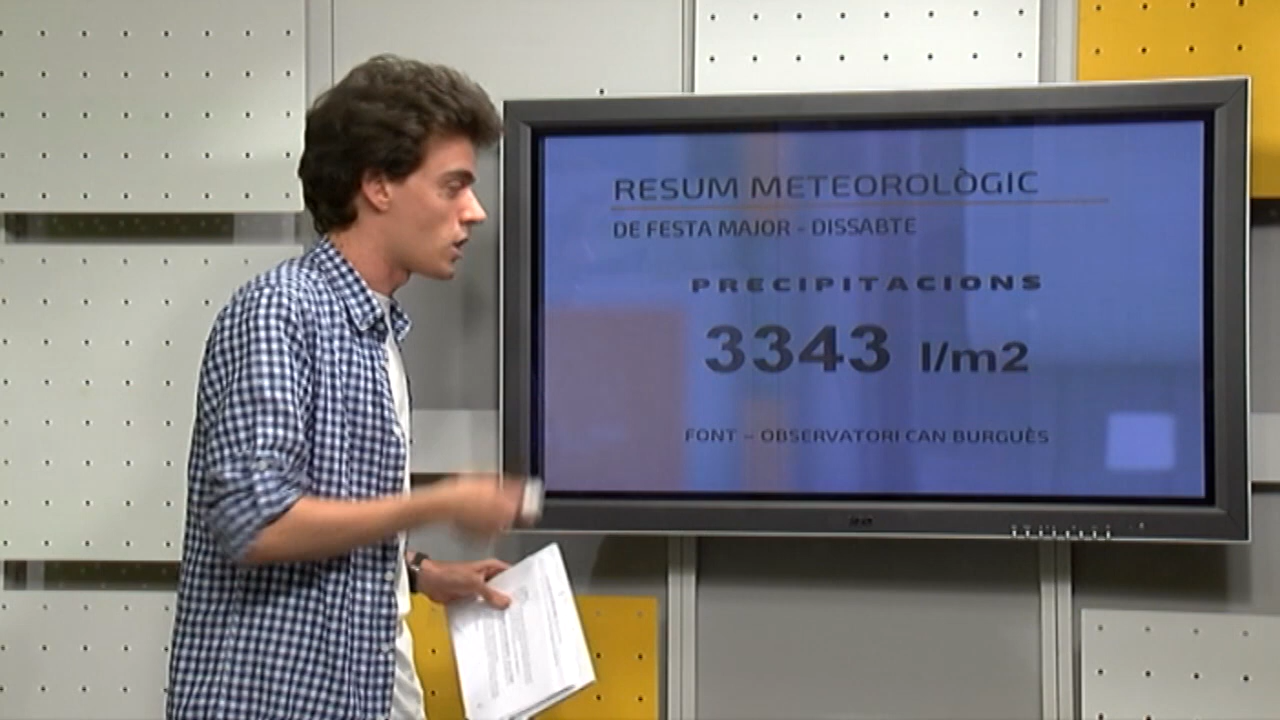 RESUM METEOROLÒGIC
DE FESTA MAJOR - DISSABTE
PRECIPITACIONS
3343 l/m2
FONT - OBSERVATORI CAN BURGUÈS